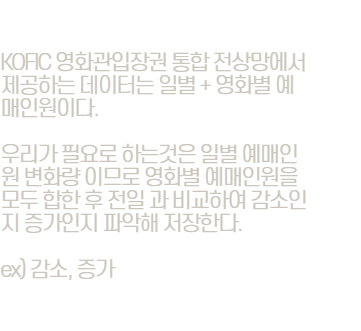 KOFIC 영화관입장권 통합 전상망에서
제공하는 데이터는 일별 + 영화별 예
매인원이다.
우리가 필요로 하는것은 일별 예매인
원 변화량 이므로 영화별 예매인원을
모두 합한 후 전일 과 비교하여 감소인
지 증가인지 파악해 저장한다.
ex) 감소, 증가